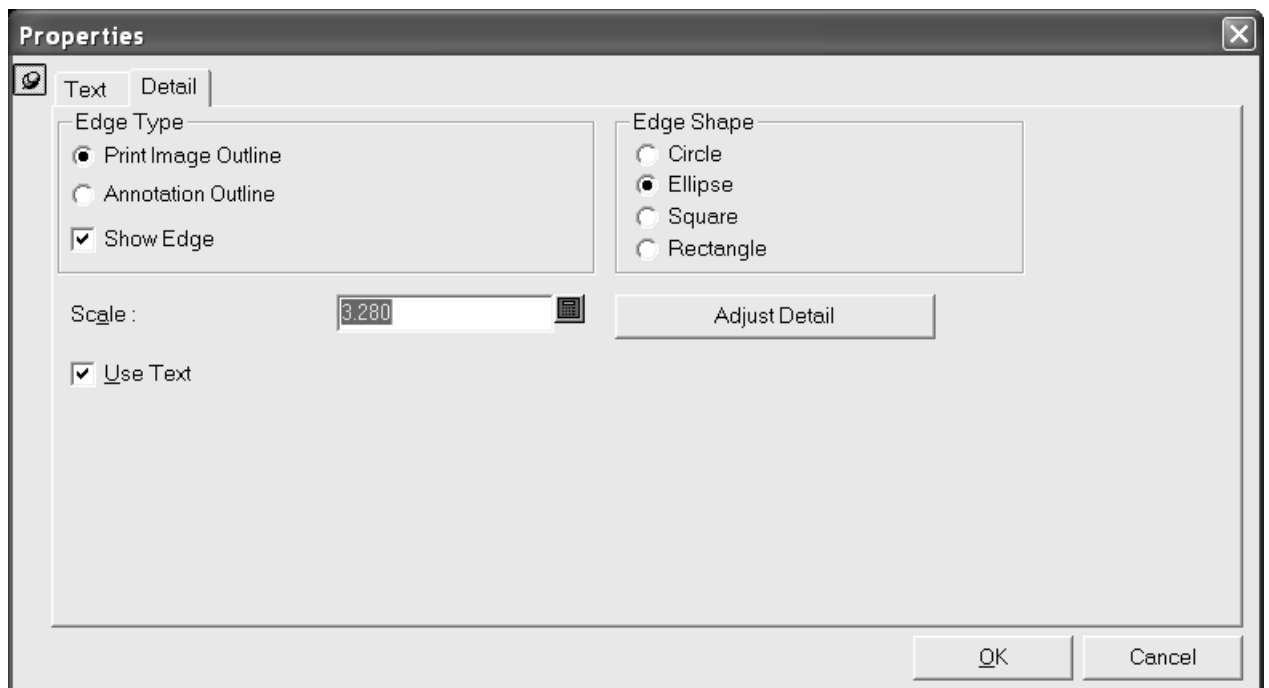 Properties
Text Detail
Edge Type
Print Image Outline
Annotation Outline
Show Edge
Edge Shape
Circle
Ellipse
Square
Rectangle
Scale :
3.280
Adjust Detail
Use Text
OK Cancel